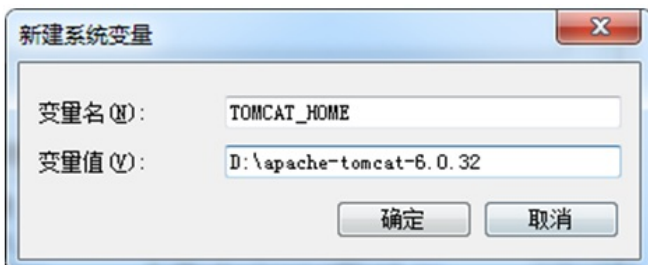 新建系统变量
变量名(N): TOMCAT_HOME
变量值(V): D:\apache-tomcat-6.0.32
确定 取消